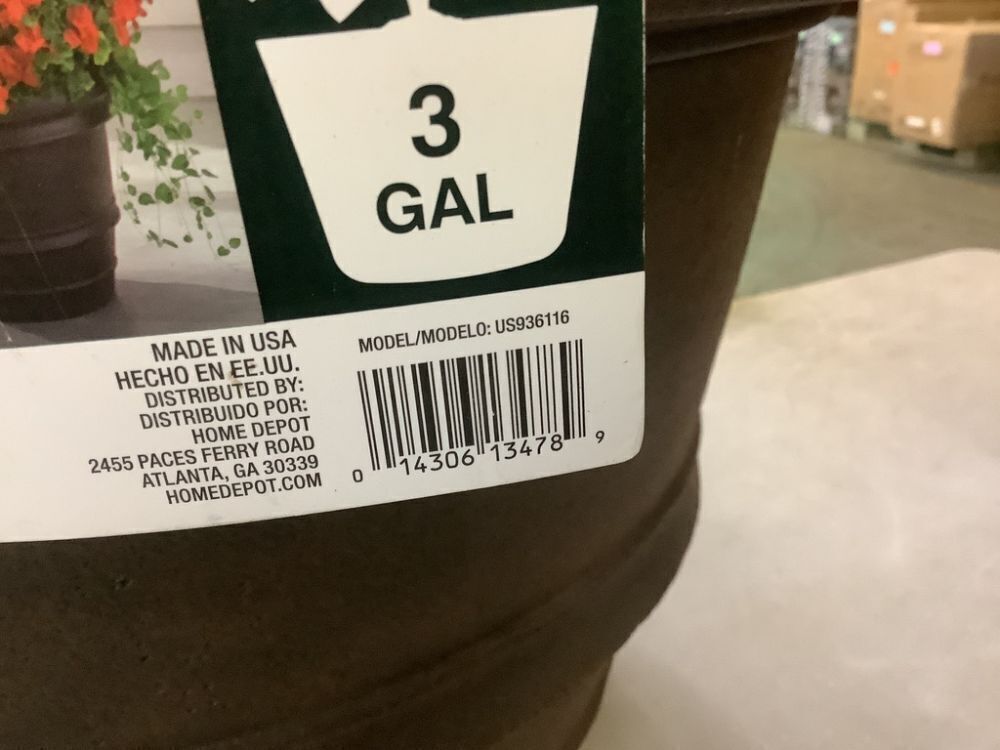 3
GAL
MADE IN USA
HECHO EN EE.UU.
DISTRIBUTED BY:
DISTRIBUIDO POR:
HOME DEPOT
2455 PACES FERRY ROAD
ATLANTA, GA 30339
HOMEDEPOT.COM
MODEL/MODELO: US936116
0 14306 13478 9